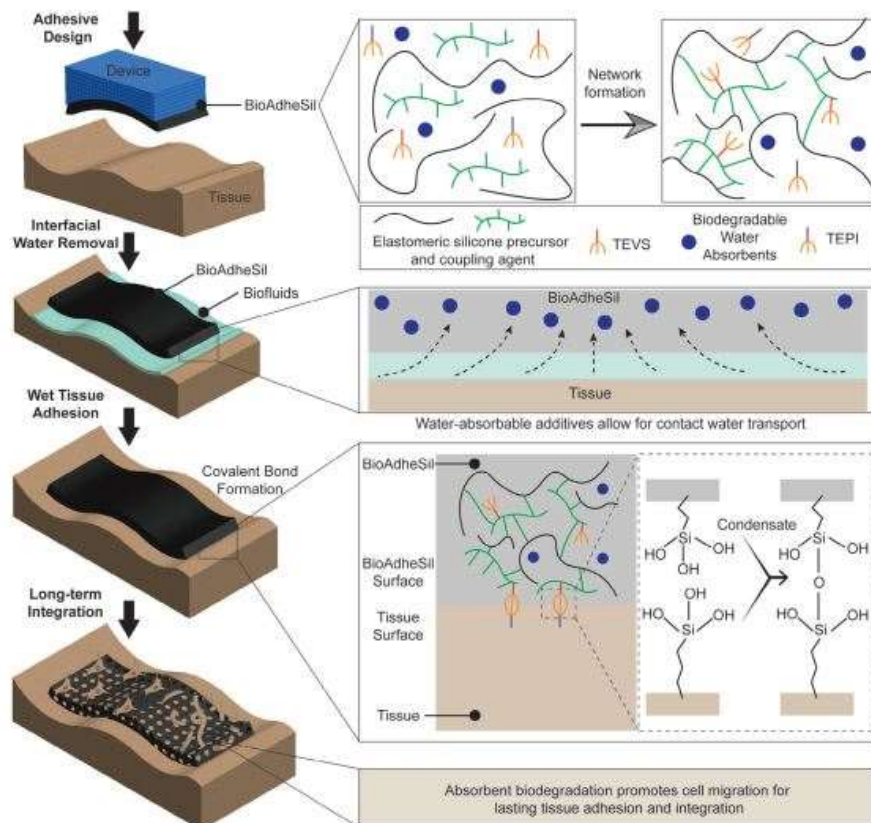 Adhesive
Design
Device
BioAdheSil
Tissue
Network
formation
Elastomeric silicone precursor
and coupling agent
TEVS
Biodegradable
Water
Absorbents
TEPI
Interfacial
Water Removal
BioAdheSil
Biofluids
BioAdheSil
Tissue
Water-absorbable additives allow for contact water transport
Wet Tissue
Adhesion
Covalent Bond
Formation
BioAdheSil
BioAdheSil
Surface
Tissue
Surface
Tissue
Condensate
Si
HO
OH
OH
OH
HO
Si
OH
Si
HO
OH
O
HO
Si
OH
Long-term
Integration
Absorbent biodegradation promotes cell migration for
lasting tissue adhesion and integration